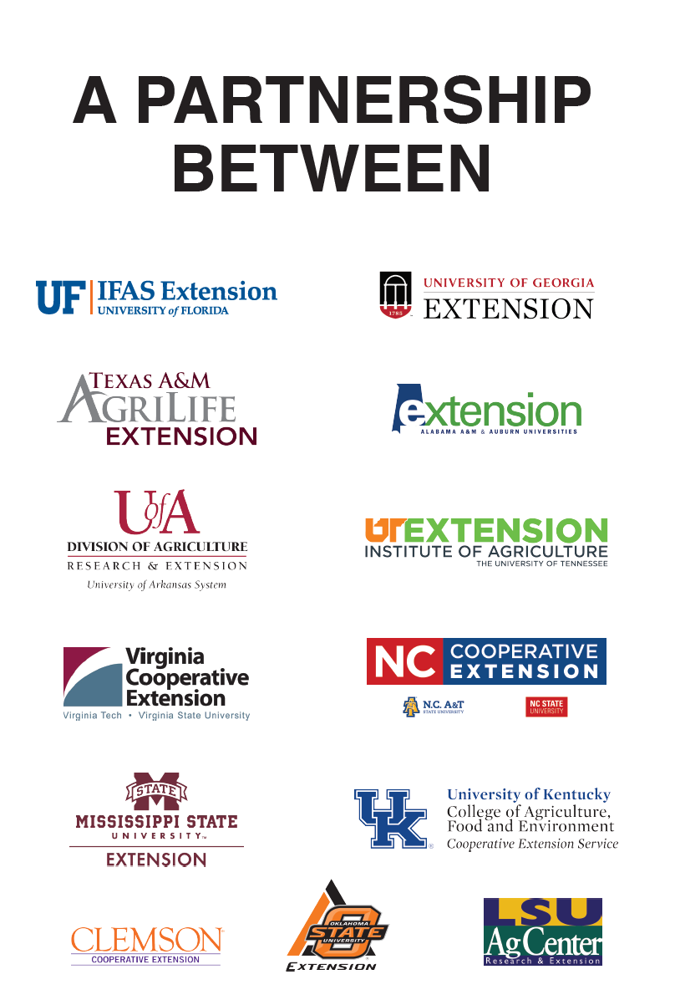 A PARTNERSHIP
BETWEEN
UF IFAS Extension
UNIVERSITY of FLORIDA
UNIVERSITY OF GEORGIA
EXTENSION
1785
TEXAS A&M
AGRILIFE
EXTENSION
extension
ALABAMA A&M & AUBURN UNIVERSITIES
UofA
DIVISION OF AGRICULTURE
RESEARCH & EXTENSION
University of Arkansas System
UT EXTENSION
INSTITUTE OF AGRICULTURE
THE UNIVERSITY OF TENNESSEE
Virginia
Cooperative
Extension
Virginia Tech • Virginia State University
NC COOPERATIVE
EXTENSION
N.C. A&T
STATE UNIVERSITY
NC STATE
UNIVERSITY
M
STATE
MISSISSIPPI STATE
UNIVERSITY™
EXTENSION
UK ®
University of Kentucky
College of Agriculture,
Food and Environment
Cooperative Extension Service
CLEMSON®
COOPERATIVE EXTENSION
OKLAHOMA
STATE
UNIVERSITY
EXTENSION
LSU
AgCenter
Research & Extension